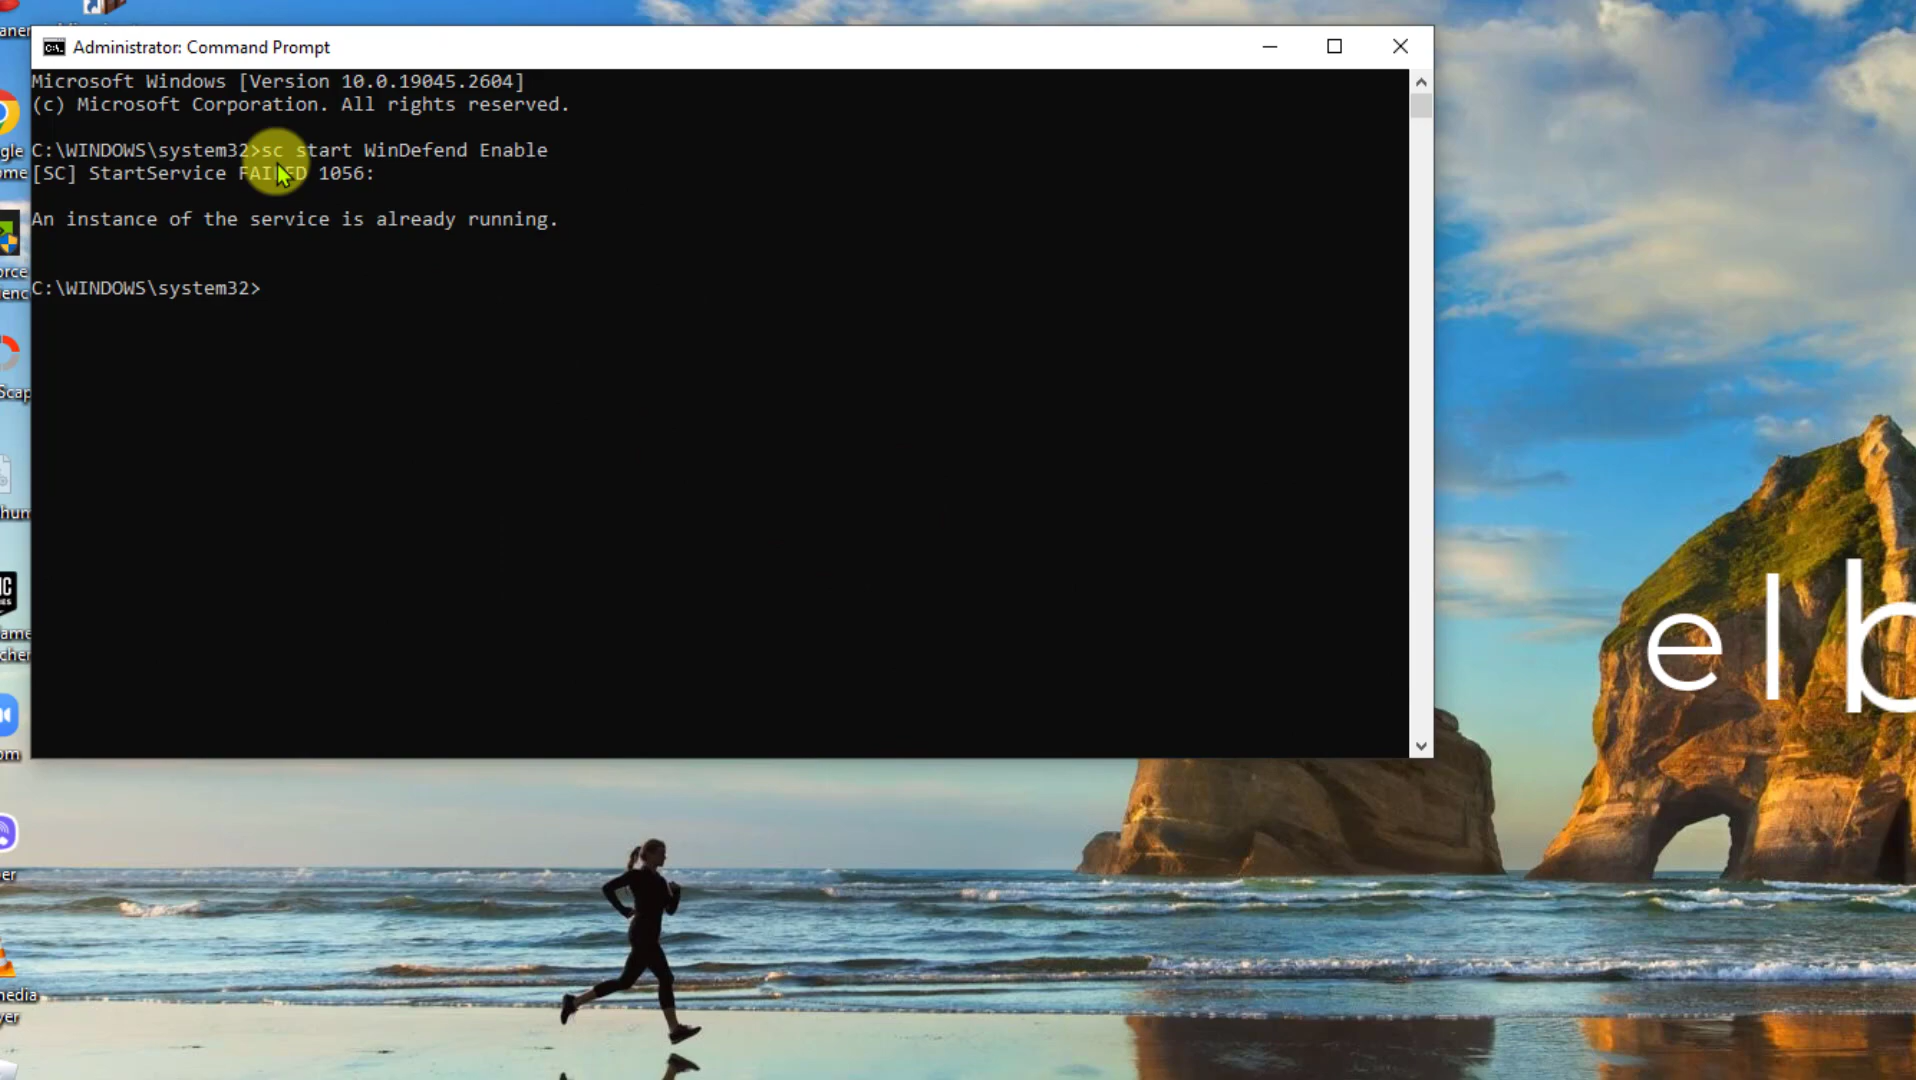 Administrator: Command Prompt
Microsoft Windows [Version 10.0.19045.2604]
(c) Microsoft Corporation. All rights reserved.
C:\WINDOWS\system32>sc start WinDefend Enable
[SC] StartService FAILED 1056:
An instance of the service is already running.
C:\WINDOWS\system32>
elb